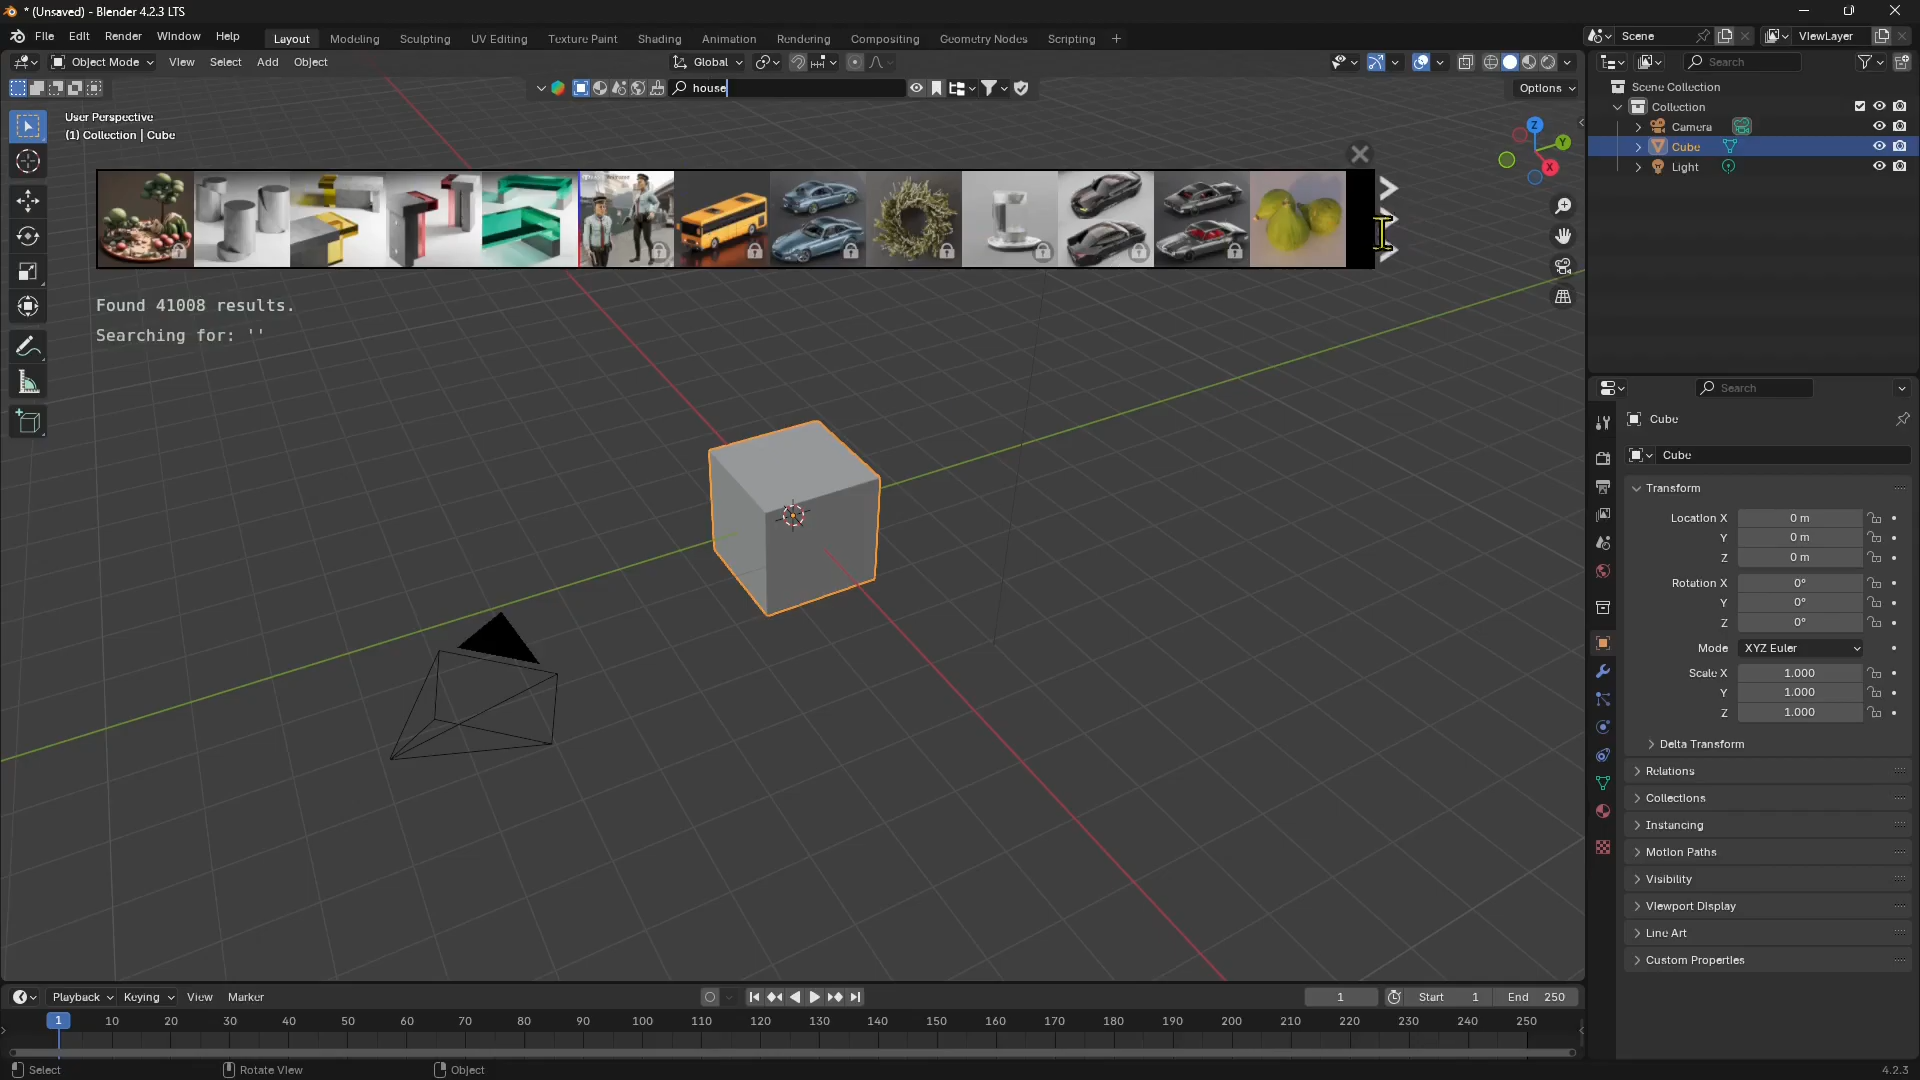 * (Unsaved) - Blender 4.2.3 LTS
File Edit Render Window Help Layout Modeling Sculpting UV Editing Texture Paint Shading Animation Rendering Compositing Geometry Nodes Scripting + Scene ViewLayer
Object Mode View Select Add Object Global Search
house Options
Scene Collection
Collection
Camera
Cube
Light
User Perspective
(1) Collection | Cube
Z
Y
X
Found 41008 results.
Searching for: ''
Search
Cube
Cube
Transform
Location X 0 m
Y 0 m
Z 0 m
Rotation X 0°
Y 0°
Z 0°
Mode XYZ Euler
Scale X 1.000
Y 1.000
Z 1.000
Delta Transform
Relations
Collections
Instancing
Motion Paths
Visibility
Viewport Display
Line Art
Custom Properties
Playback Keying View Marker 1 Start 1 End 250
1 10 20 30 40 50 60 70 80 90 100 110 120 130 140 150 160 170 180 190 200 210 220 230 240 250
Select Rotate View Object 4.2.3